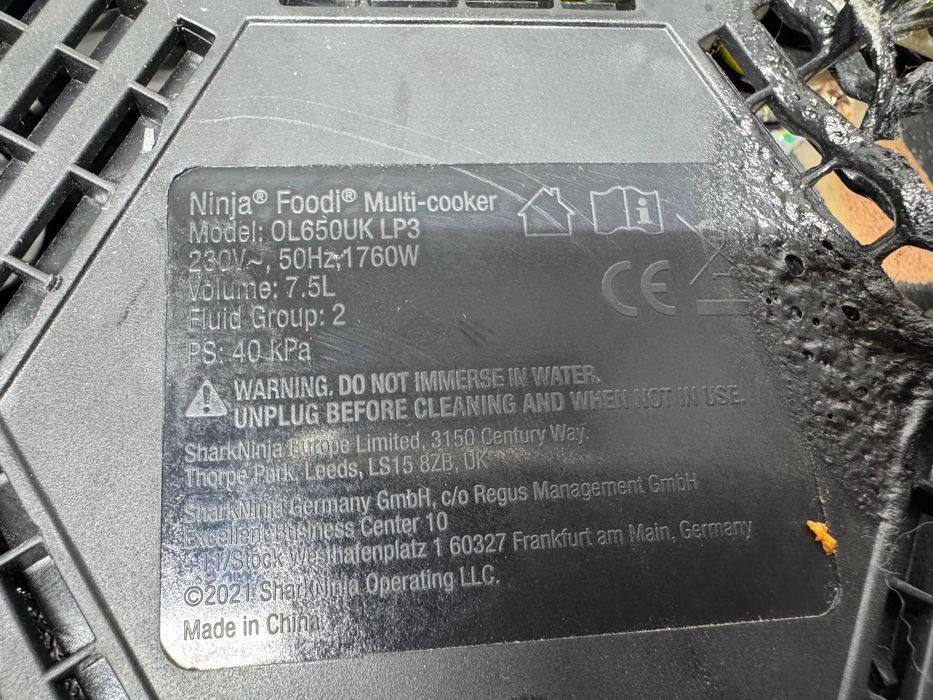 Ninja® Foodi® Multi-cooker
Model: OL650UK LP3
230V~, 50Hz,1760W
Volume: 7.5L
Fluid Group: 2
PS: 40 kPa
WARNING. DO NOT IMMERSE IN WATER.
UNPLUG BEFORE CLEANING AND WHEN NOT IN USE.
SharkNinja Europe Limited, 3150 Century Way.
Thorpe Park, Leeds, LS15 8ZB, UK
SharkNinja Germany GmbH, c/o Regus Management GmbH
Excellent Business Center 10
+11/Stock Westhafenplatz 1 60327 Frankfurt am Main, Germany
©2021 SharkNinja Operating LLC.
Made in China
CE